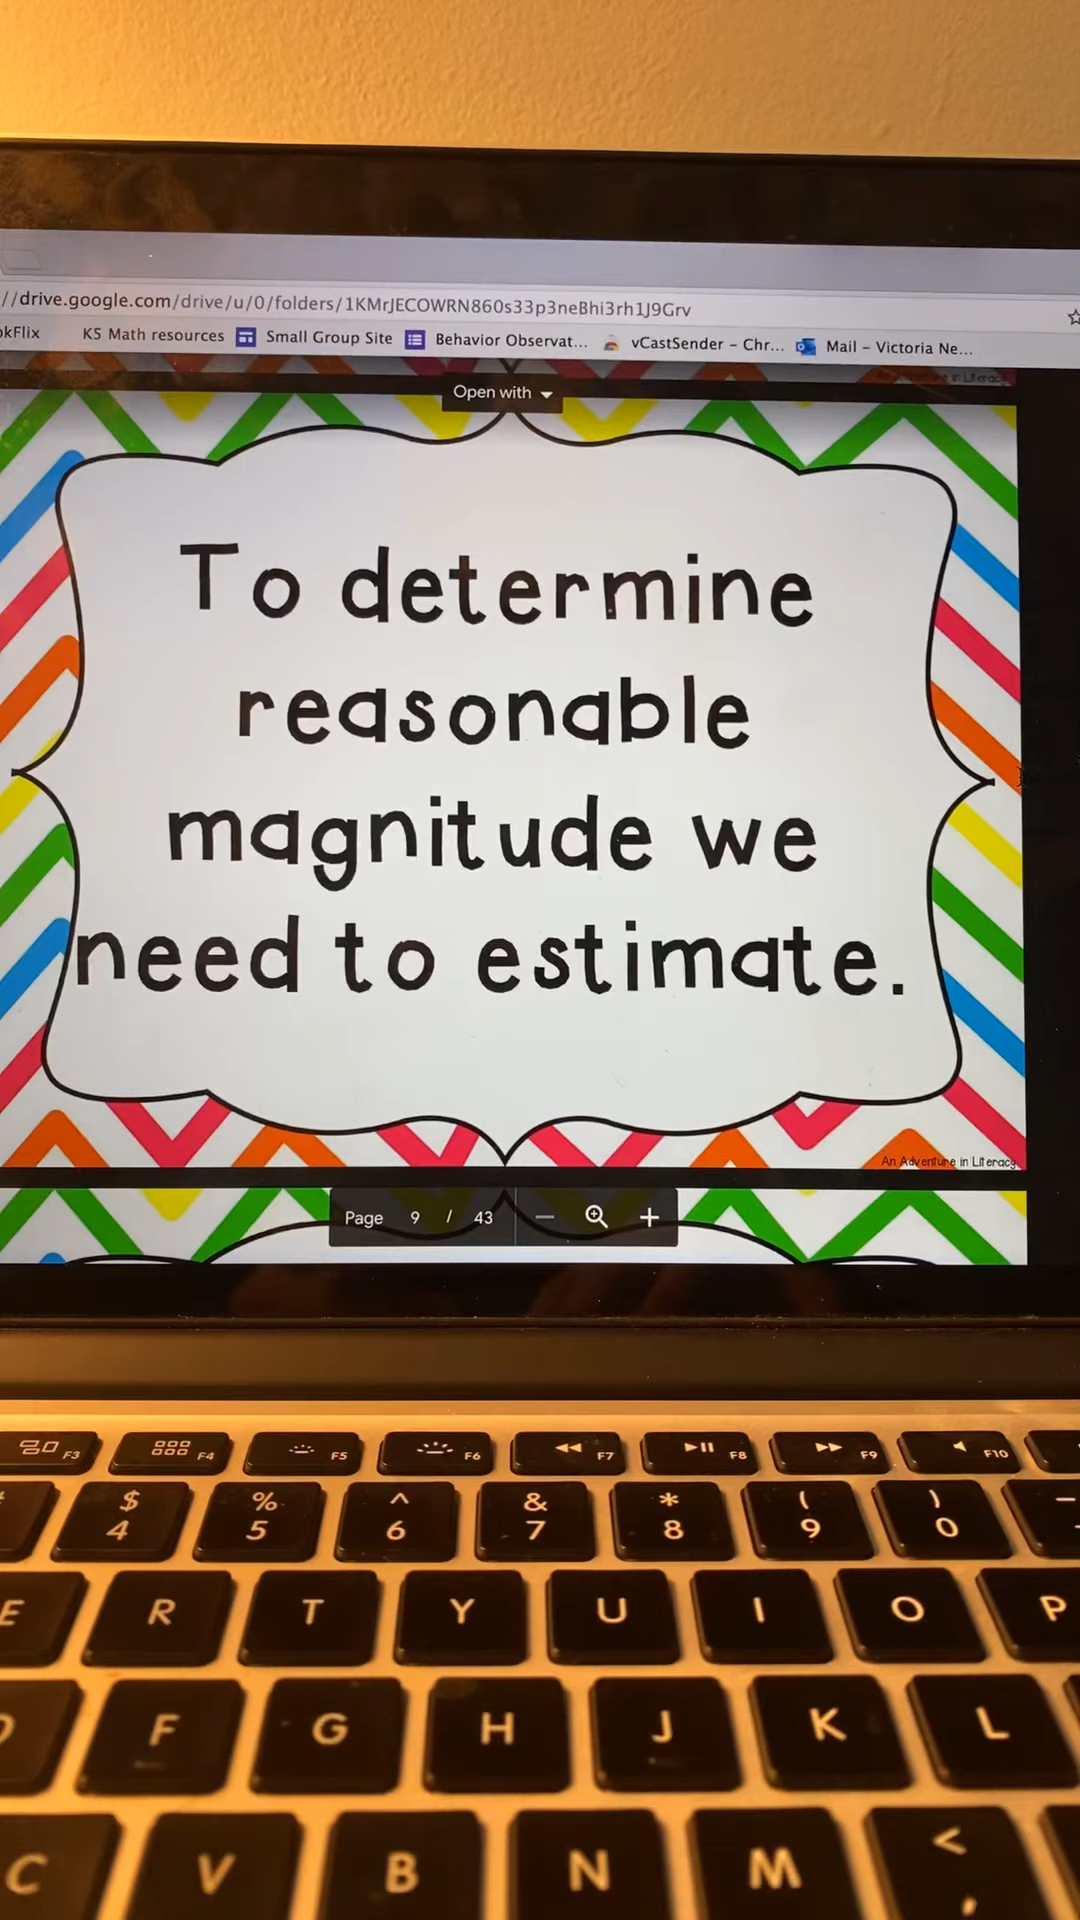 //drive.google.com/drive/u/0/folders/1KMrJECOWRN860s33p3neBhi3rh1J9Grv
okFlix K5 Math resources Small Group Site Behavior Observat... vCastSender – Chr... Mail – Victoria Ne...
Open with
To determine
reasonable
magnitude we
need to estimate.
An Adventure in Literacy
Page 9 / 43
F3 F4 F5 F6 F7 F8 F9 F10
$ % ^ & * ( ) –
4 5 6 7 8 9 0
E R T Y U I O P
F G H J K L
C V B N M <
,